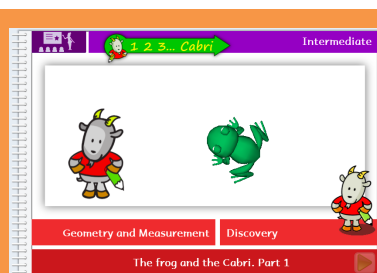 1 2 3... Cabri
Intermediate
Geometry and Measurement
Discovery
The frog and the Cabri. Part 1